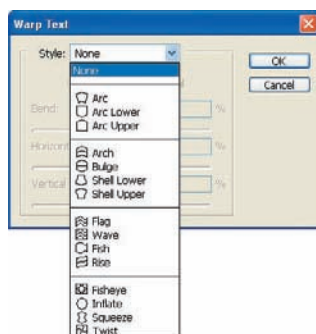 Warp Text
Style: None
OK
None
Cancel
Arc
Arc Lower
Bend:
%
Arc Upper
Arch
Horizont
%
Bulge
Shell Lower
Vertical
%
Shell Upper
Flag
Wave
Fish
Rise
Fisheye
Inflate
Squeeze
Twist